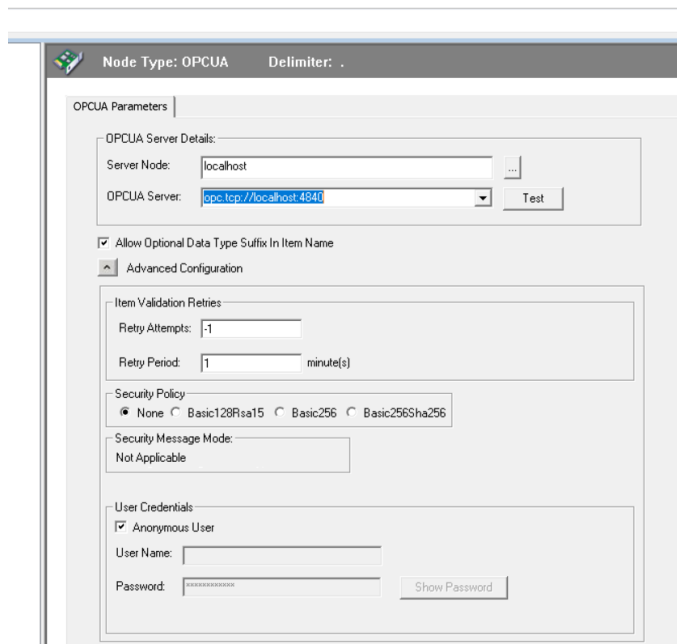 Node Type: OPCUA Delimiter: .
OPCUA Parameters
OPCUA Server Details:
Server Node: localhost ...
OPCUA Server: opc.tcp://localhost:4840 Test
Allow Optional Data Type Suffix In Item Name
Advanced Configuration
Item Validation Retries
Retry Attempts: -1
Retry Period: 1 minute(s)
Security Policy
None Basic128Rsa15 Basic256 Basic256Sha256
Security Message Mode:
Not Applicable
User Credentials
Anonymous User
User Name:
Password: ************ Show Password